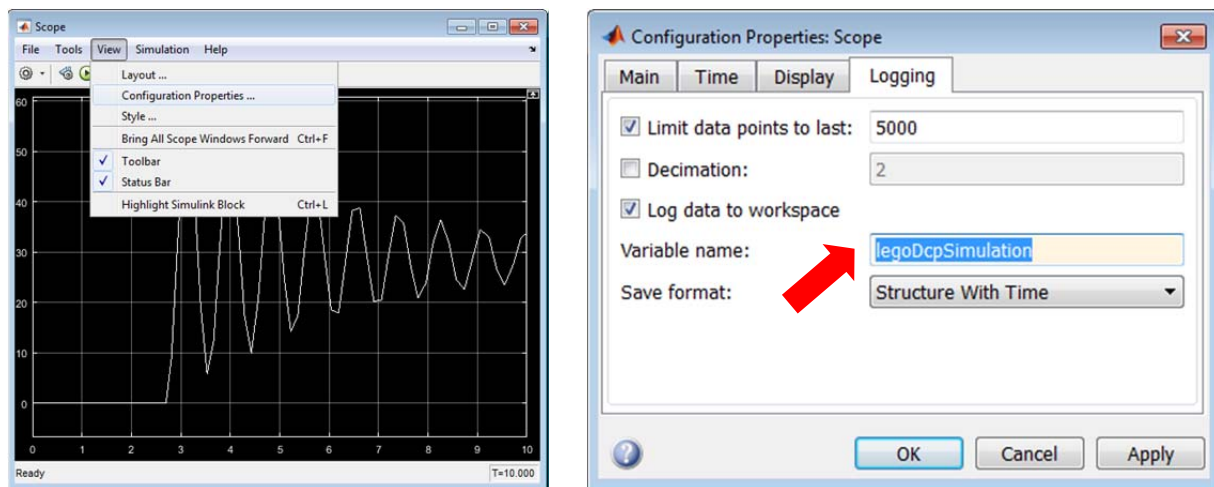 Scope
File Tools View Simulation Help
Layout ...
Configuration Properties ...
Style ...
Bring All Scope Windows Forward Ctrl+F
Toolbar
Status Bar
Highlight Simulink Block Ctrl+L
60
50
40
30
20
10
0
0 1 2 3 4 5 6 7 8 9 10
Ready T=10.000
Configuration Properties: Scope
Main Time Display Logging
Limit data points to last: 5000
Decimation: 2
Log data to workspace
Variable name: legoDcpSimulation
Save format: Structure With Time
OK Cancel Apply